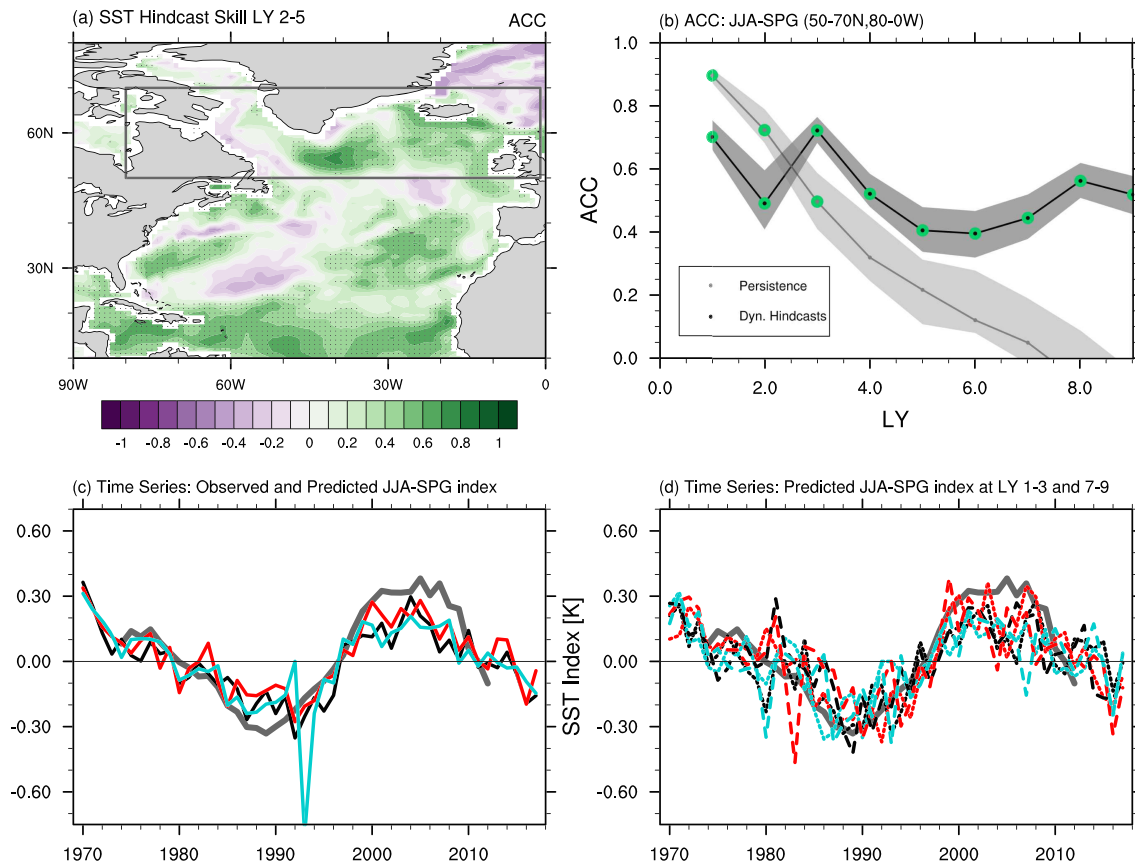 (a) SST Hindcast Skill LY 2-5
ACC
60N
30N
90W 60W 30W 0
-1 -0.8 -0.6 -0.4 -0.2 0 0.2 0.4 0.6 0.8 1
(b) ACC: JJA-SPG (50-70N,80-0W)
1.0
0.8
0.6
0.4
0.2
0.0
ACC
Persistence
Dyn. Hindcasts
0.0 2.0 4.0 6.0 8.0
LY
(c) Time Series: Observed and Predicted JJA-SPG index
0.60
0.30
0.00
-0.30
-0.60
1970 1980 1990 2000 2010
(d) Time Series: Predicted JJA-SPG index at LY 1-3 and 7-9
SST Index [K]
0.60
0.30
0.00
-0.30
-0.60
1970 1980 1990 2000 2010